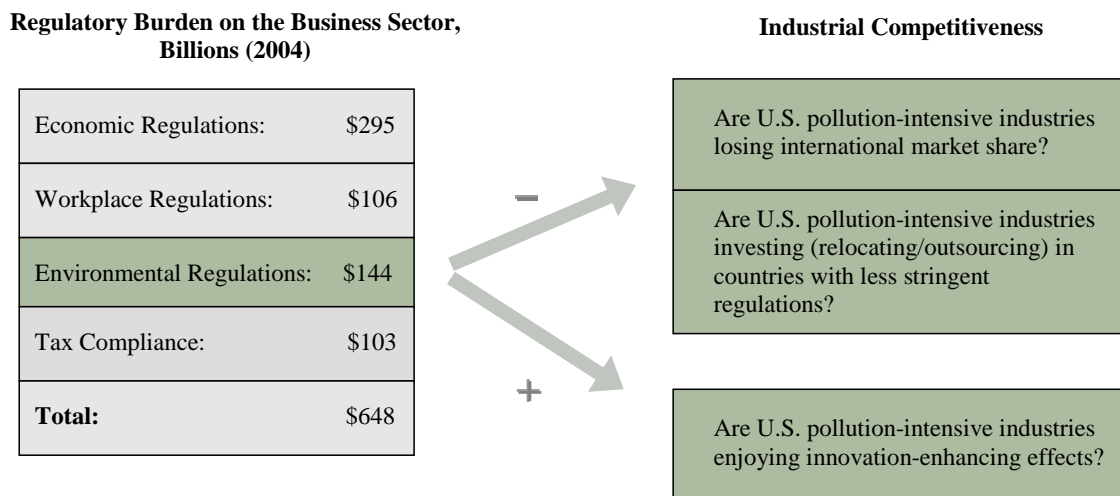 Regulatory Burden on the Business Sector,
Billions (2004)
Economic Regulations: $295
Workplace Regulations: $106
Environmental Regulations: $144
Tax Compliance: $103
Total: $648
−
+
Industrial Competitiveness
Are U.S. pollution-intensive industries
losing international market share?
Are U.S. pollution-intensive industries
investing (relocating/outsourcing) in
countries with less stringent
regulations?
Are U.S. pollution-intensive industries
enjoying innovation-enhancing effects?